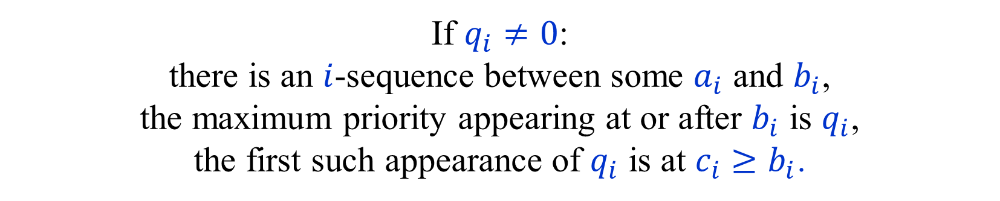 If qᵢ ≠ 0:
there is an i-sequence between some aᵢ and bᵢ,
the maximum priority appearing at or after bᵢ is qᵢ,
the first such appearance of qᵢ is at cᵢ ≥ bᵢ.